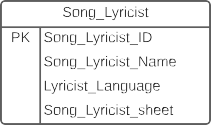 Song_Lyricist
PK Song_Lyricist_ID
Song_Lyricist_Name
Lyricist_Language
Song_Lyricist_sheet